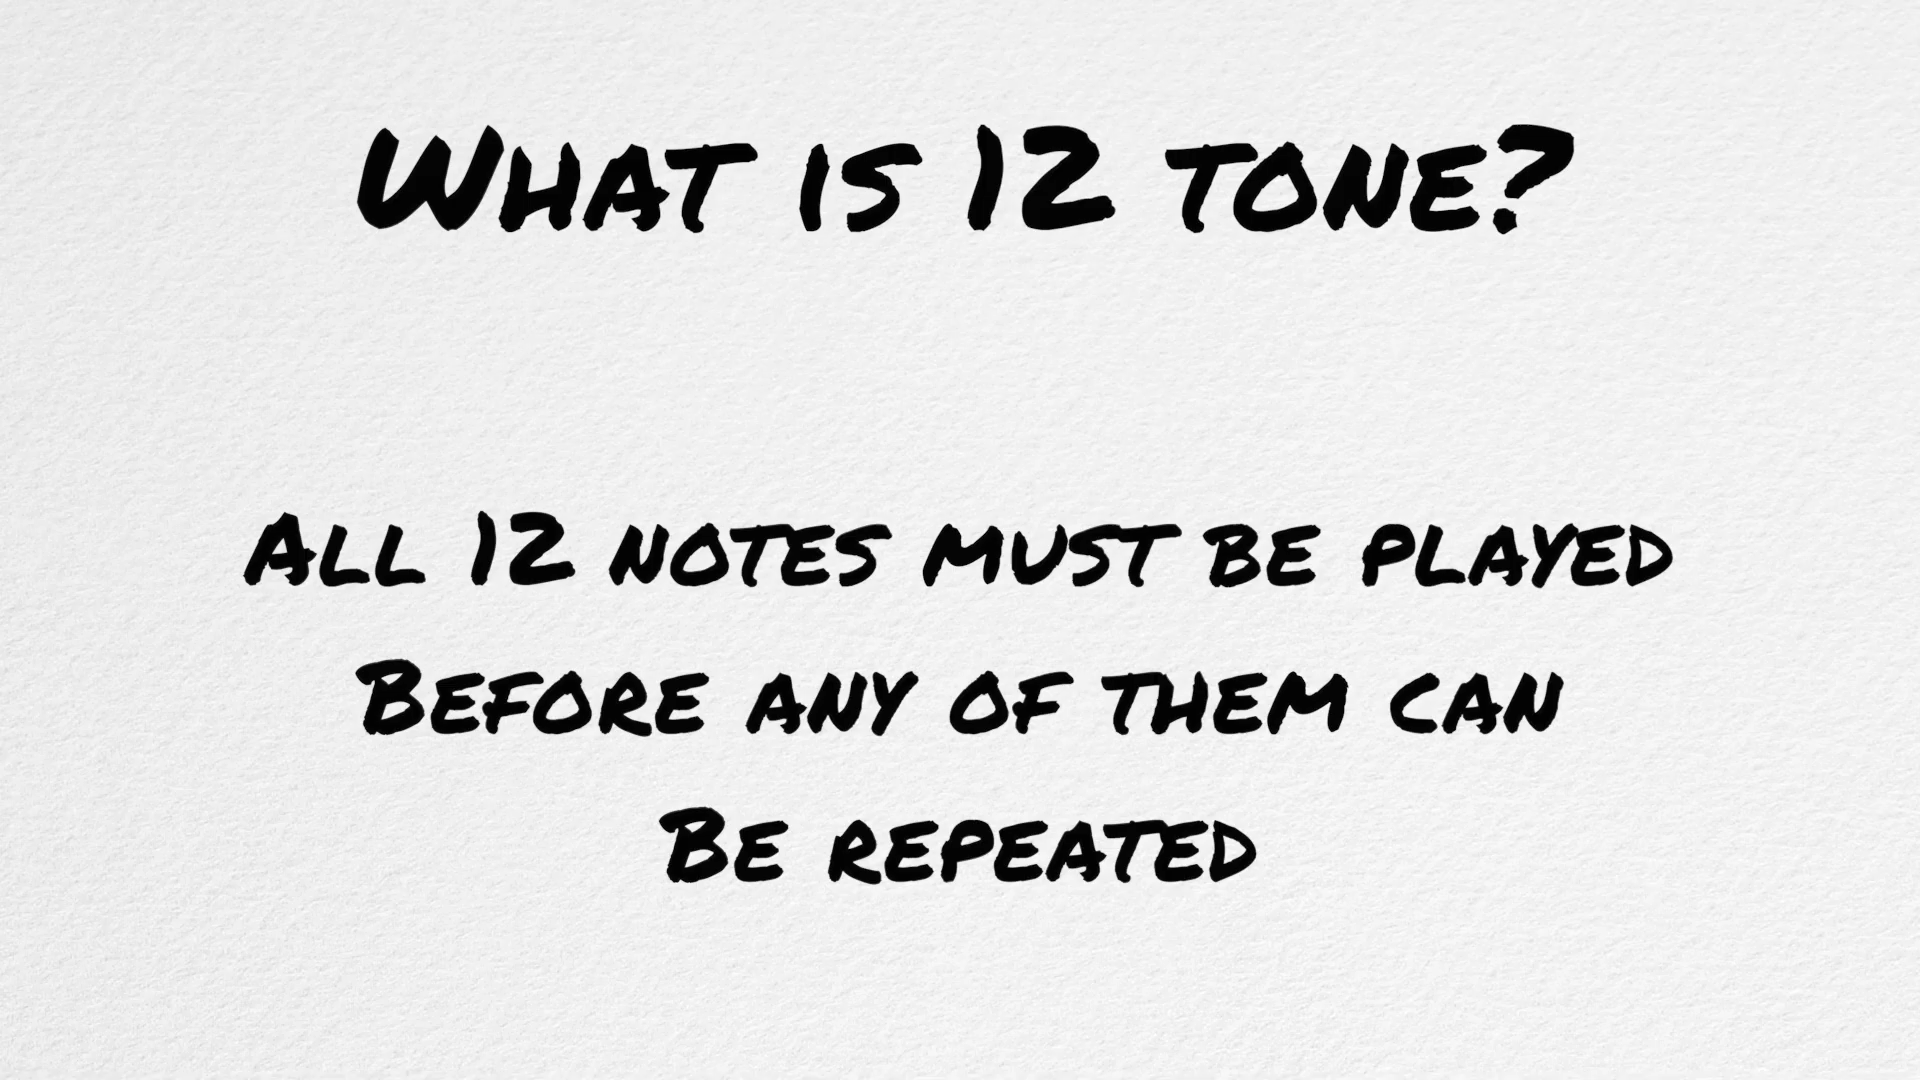 What is 12 tone?
All 12 notes must be played
Before any of them can
Be repeated